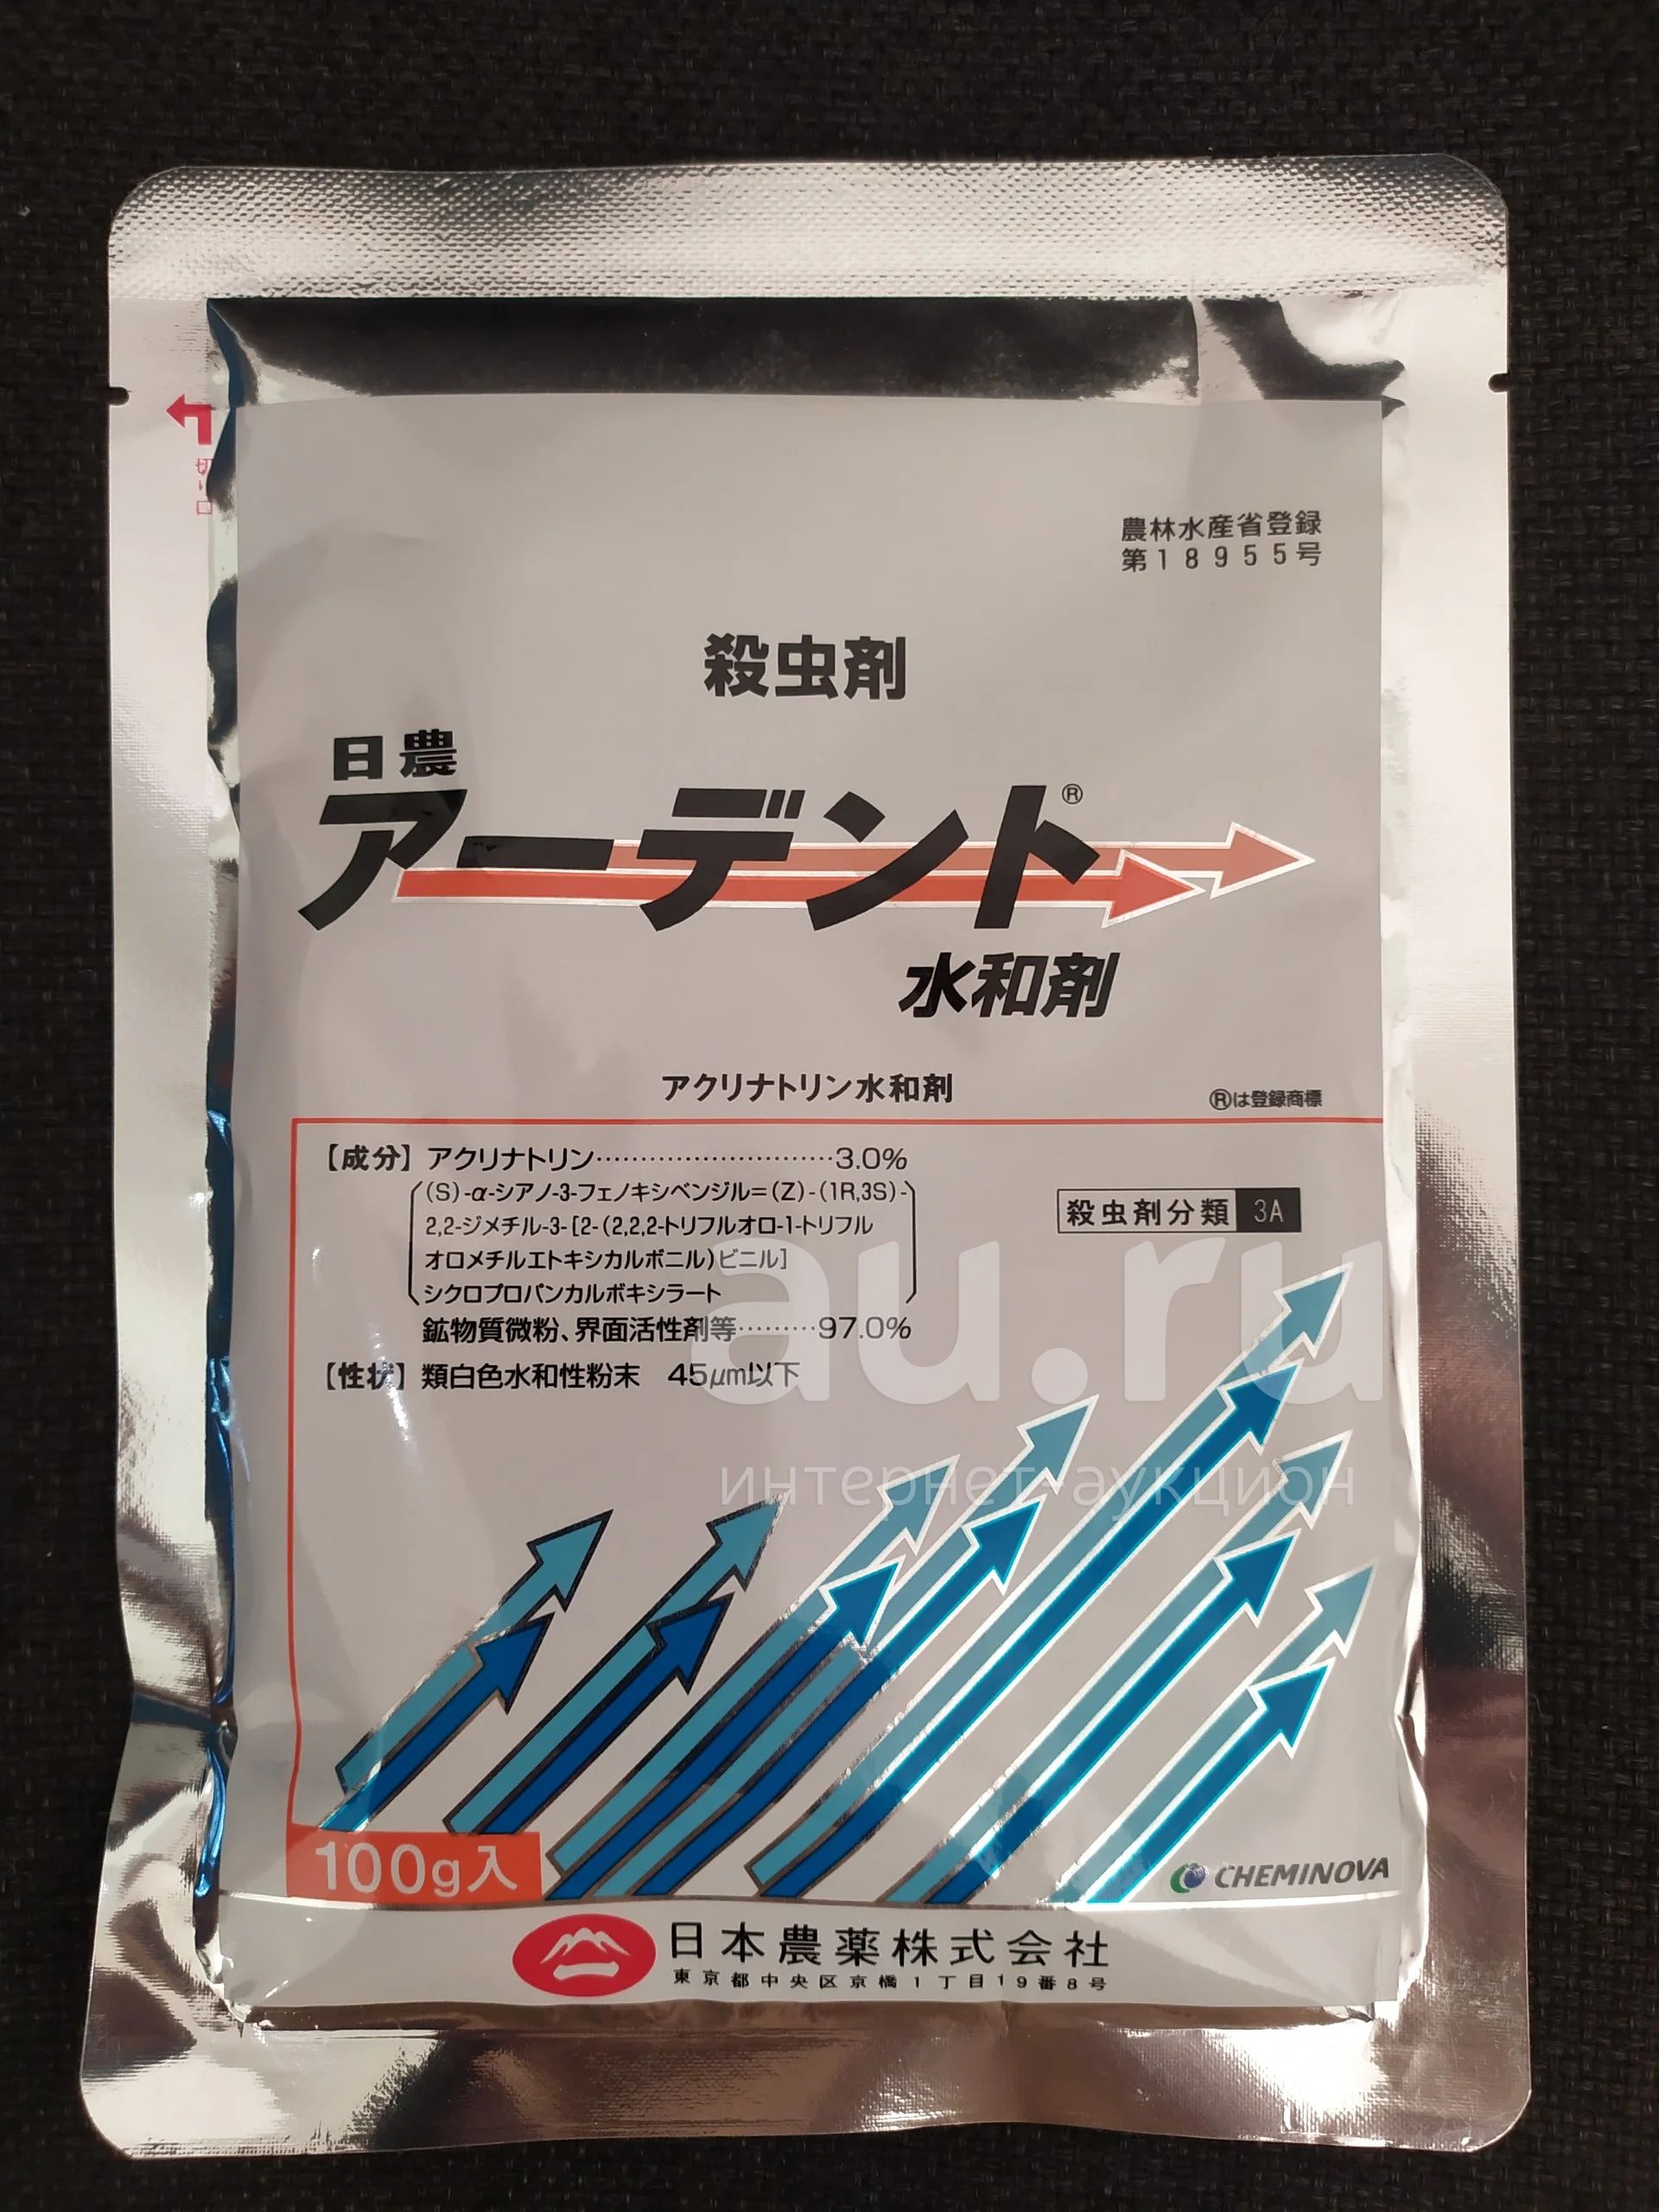 切り口
農林水産省登録
第18955号
殺虫剤
日農
アーデント®
水和剤
アクリナトリン水和剤
Ⓡは登録商標
【成分】アクリナトリン‥‥‥‥‥‥‥‥‥‥3.0%
(S)-α-シアノ-3-フェノキシベンジル=(Z)-(1R,3S)-
2,2-ジメチル-3-[2-(2,2,2-トリフルオロ-1-トリフル
オロメチルエトキシカルボニル)ビニル]
シクロプロパンカルボキシラート
鉱物質微粉、界面活性剤等‥‥‥97.0%
【性状】類白色水和性粉末 45μm以下
殺虫剤分類 3A
au.ru
интернет-аукцион
100g入
CHEMINOVA
日本農薬株式会社
東京都中央区京橋1丁目19番8号